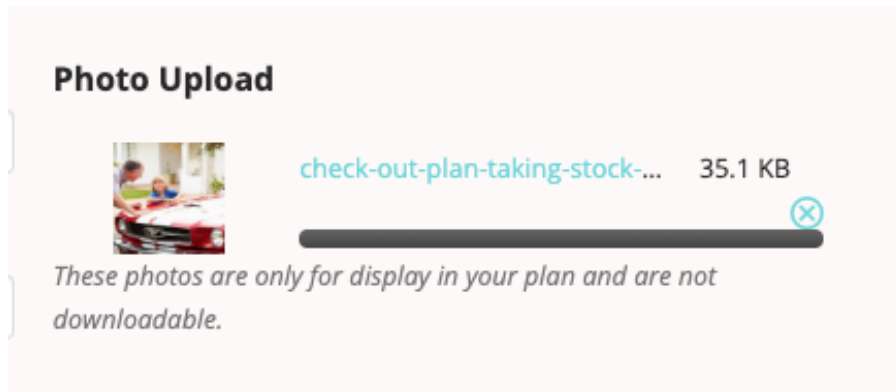 Photo Upload
check-out-plan-taking-stock-... 35.1 KB
These photos are only for display in your plan and are not
downloadable.